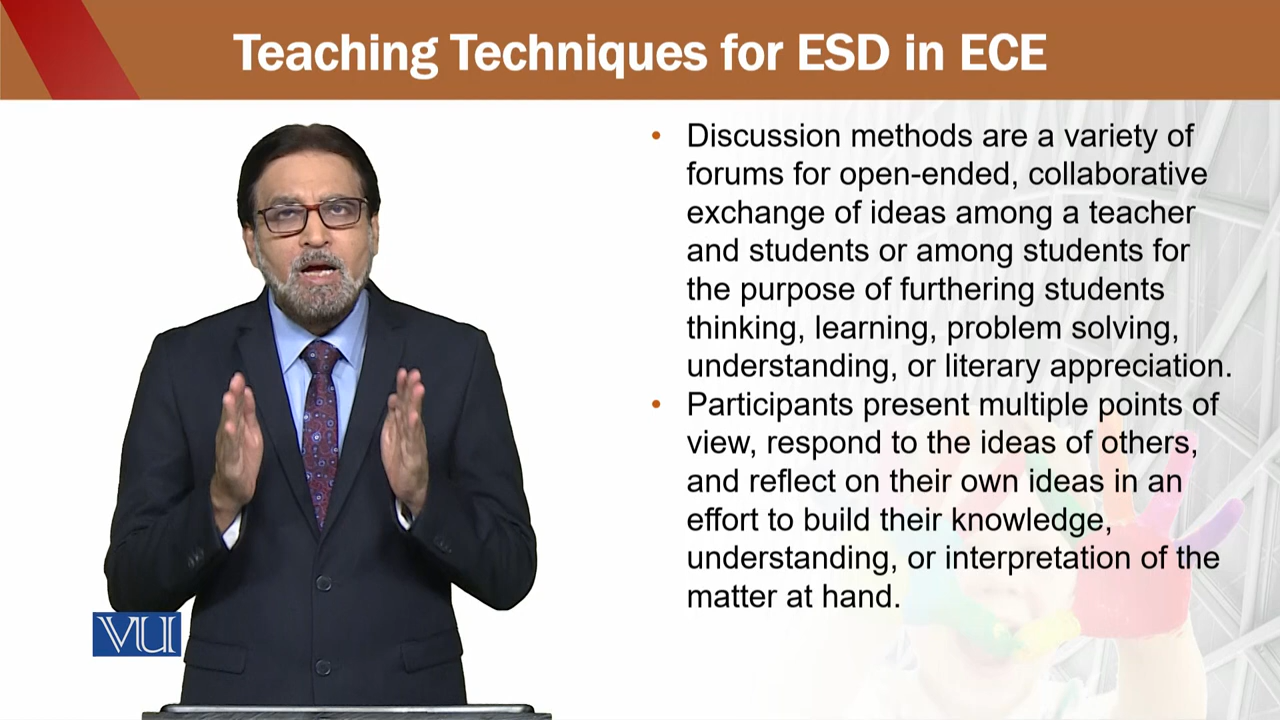 Teaching Techniques for ESD in ECE
• Discussion methods are a variety of
forums for open-ended, collaborative
exchange of ideas among a teacher
and students or among students for
the purpose of furthering students
thinking, learning, problem solving,
understanding, or literary appreciation.
• Participants present multiple points of
view, respond to the ideas of others,
and reflect on their own ideas in an
effort to build their knowledge,
understanding, or interpretation of the
matter at hand.
VU